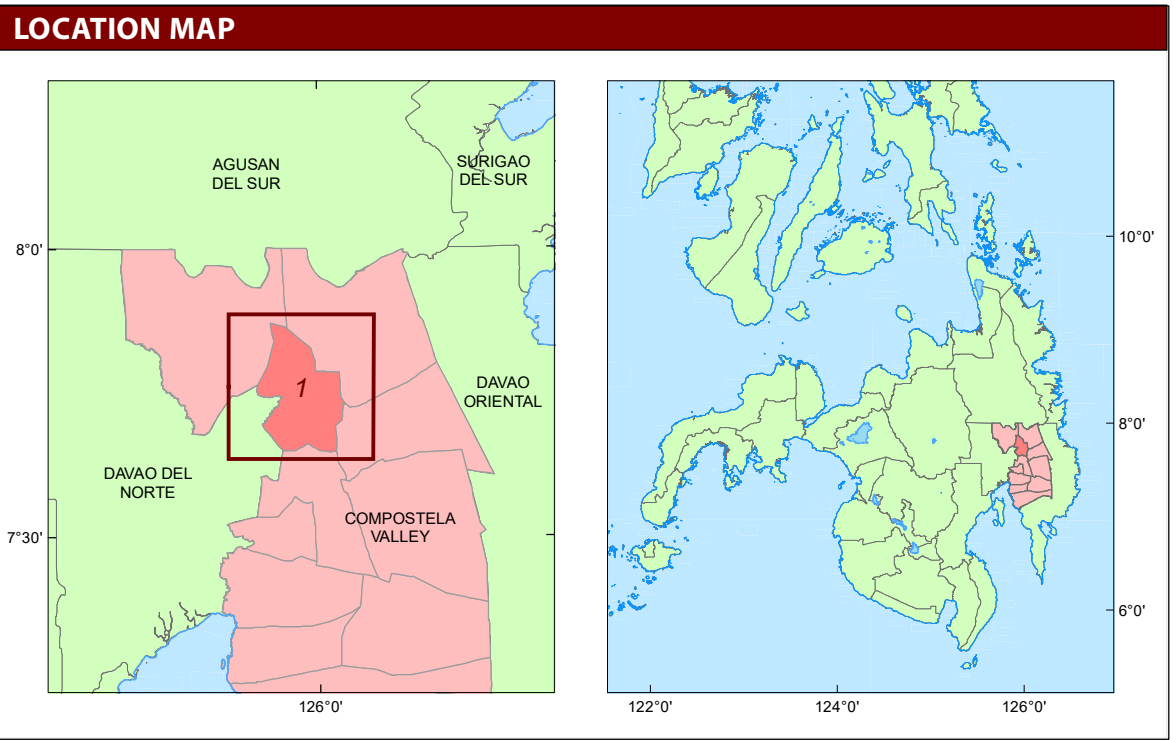 LOCATION MAP
AGUSAN
DEL SUR
SURIGAO
DEL SUR
8°0'
1
DAVAO
ORIENTAL
DAVAO DEL
NORTE
COMPOSTELA
VALLEY
7°30'
126°0'
10°0'
8°0'
6°0'
122°0'
124°0'
126°0'